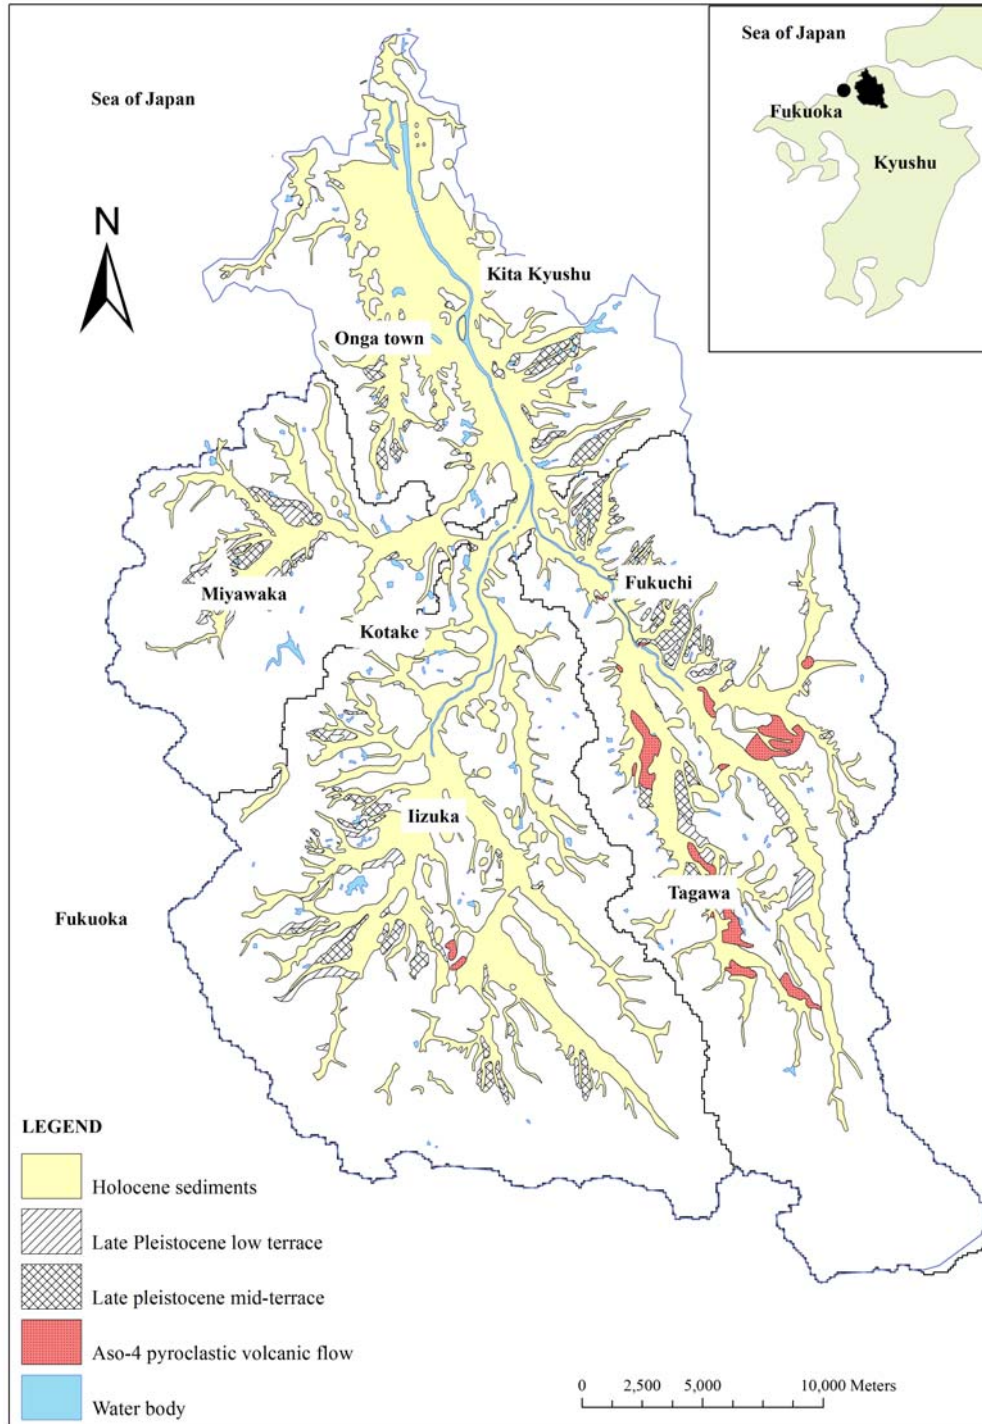 Sea of Japan
Sea of Japan
Fukuoka
Kyushu
N
Kita Kyushu
Onga town
Fukuchi
Miyawaka
Kotake
Iizuka
Tagawa
Fukuoka
LEGEND
Holocene sediments
Late Pleistocene low terrace
Late pleistocene mid-terrace
Aso-4 pyroclastic volcanic flow
Water body
0 2,500 5,000 10,000 Meters